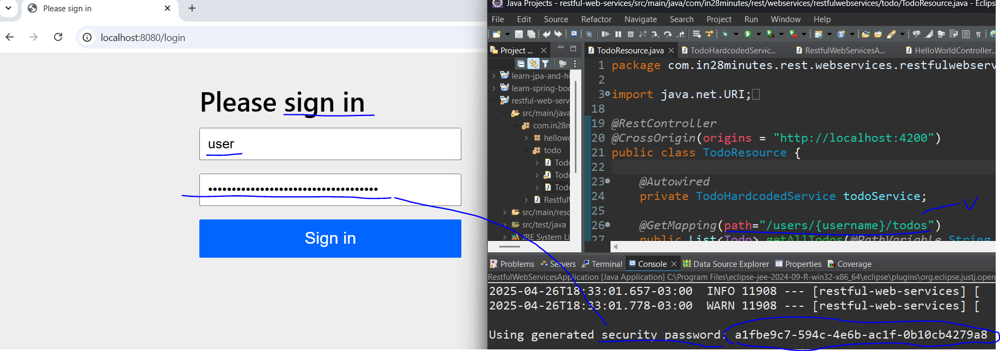 Please sign in
localhost:8080/login
Please sign in
user
Sign in
Java Projects - restful-web-services/src/main/java/com/in28minutes/rest/webservices/restfulwebservices/todo/TodoResource.java - Eclips
File Edit Source Refactor Navigate Search Project Run Window Help
Project ...
TodoResource.java
TodoHardcodedServic...
RestfulWebServicesA...
HelloWorldController...
learn-jpa-and-hi
learn-spring-boo
restful-web-serv
src/main/java
com.in28m
hellowo
todo
Todo
Todo
Todo
RestfulW
src/main/reso
src/test/java
JRE System Li
1 package com.in28minutes.rest.webservices.restfulwebserv
2
3 import java.net.URI;
18
19 @RestController
20 @CrossOrigin(origins = "http://localhost:4200")
21 public class TodoResource {
22
23 @Autowired
24 private TodoHardcodedService todoService;
25
26 @GetMapping(path="/users/{username}/todos")
27 public List<Todo> getAllTodos(@PathVariable String
Problems Servers Terminal Console Data Source Explorer Properties Coverage
RestfulWebServicesApplication [Java Application] C:\Program Files\eclipse-jee-2024-09-R-win32-x86_64\eclipse\plugins\org.eclipse.justj.open
2025-04-26T18:33:01.657-03:00 INFO 11908 --- [restful-web-services] [
2025-04-26T18:33:01.778-03:00 WARN 11908 --- [restful-web-services] [
Using generated security password: a1fbe9c7-594c-4e6b-ac1f-0b10cb4279a8